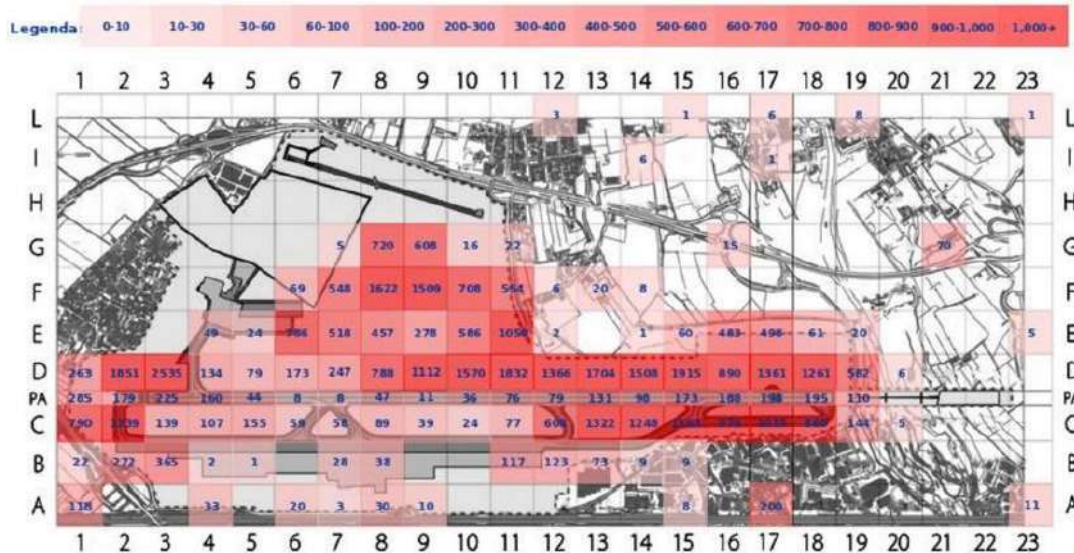 Legenda: 0-10 10-30 30-60 60-100 100-200 200-300 300-400 400-500 500-600 600-700 700-800 800-900 900-1,000 1,000+
1 2 3 4 5 6 7 8 9 10 11 12 13 14 15 16 17 18 19 20 21 22 23
L 3 1 6 8 1 L
I 6 1 I
H H
G 5 720 608 16 22 15 70 G
F 69 548 1622 1509 708 564 6 20 8 F
E 49 24 786 518 457 278 586 1050 2 1 60 483 498 61 20 5 E
D 263 1851 2535 134 79 173 247 788 1112 1570 1832 1366 1704 1508 1915 890 1361 1261 582 6 D
PA 285 179 225 160 44 8 8 47 11 36 76 79 131 98 173 188 194 195 130 PA
C 790 139 107 155 58 89 39 24 77 1322 1248 144 5 C
B 22 272 365 2 1 28 38 117 123 73 9 9 B
A 118 33 20 3 30 10 8 200 11 A
1 2 3 4 5 6 7 8 9 10 11 12 13 14 15 16 17 18 19 20 21 22 23